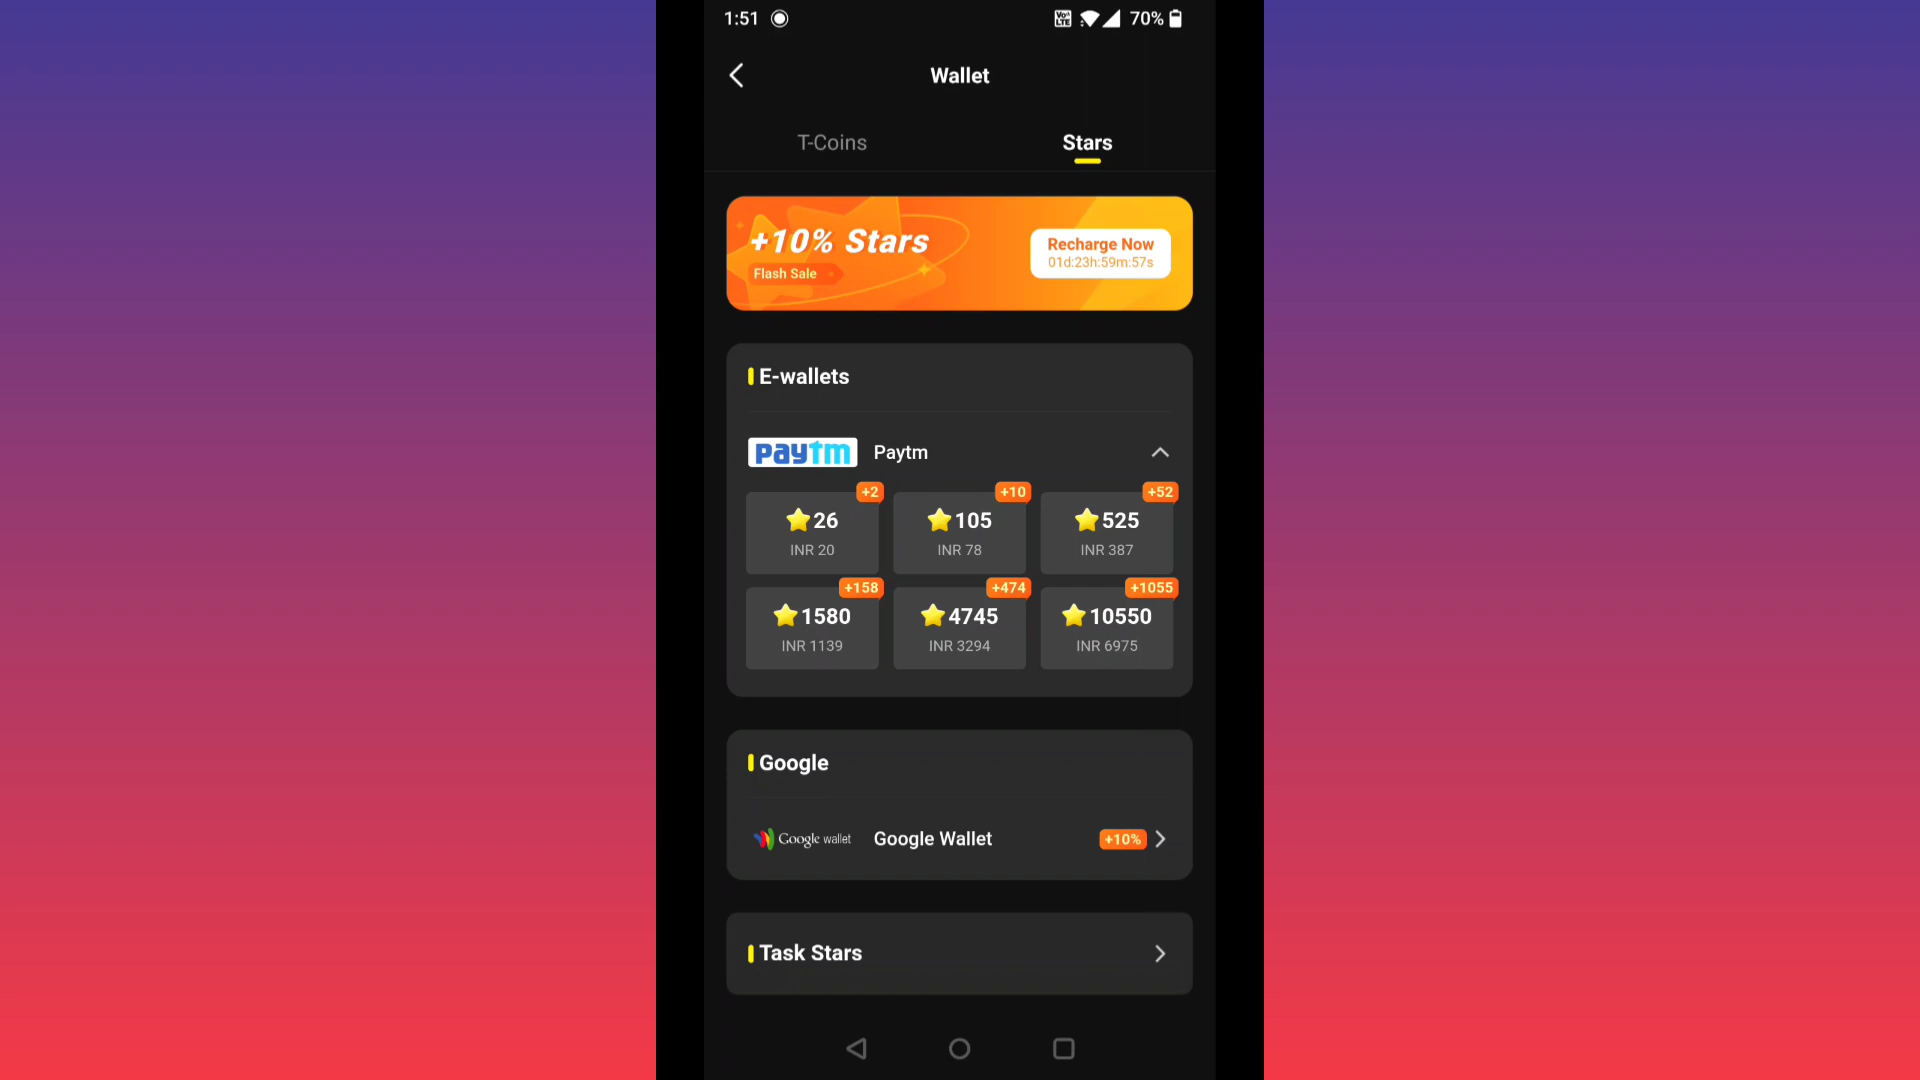 1:51
Vo LTE 70%
Wallet
T-Coins Stars
+10% Stars
Flash Sale
Recharge Now
01d:23h:59m:57s
E-wallets
paytm Paytm
+2 +10 +52
26 105 525
INR 20 INR 78 INR 387
+158 +474 +1055
1580 4745 10550
INR 1139 INR 3294 INR 6975
Google
Google wallet Google Wallet +10%
Task Stars